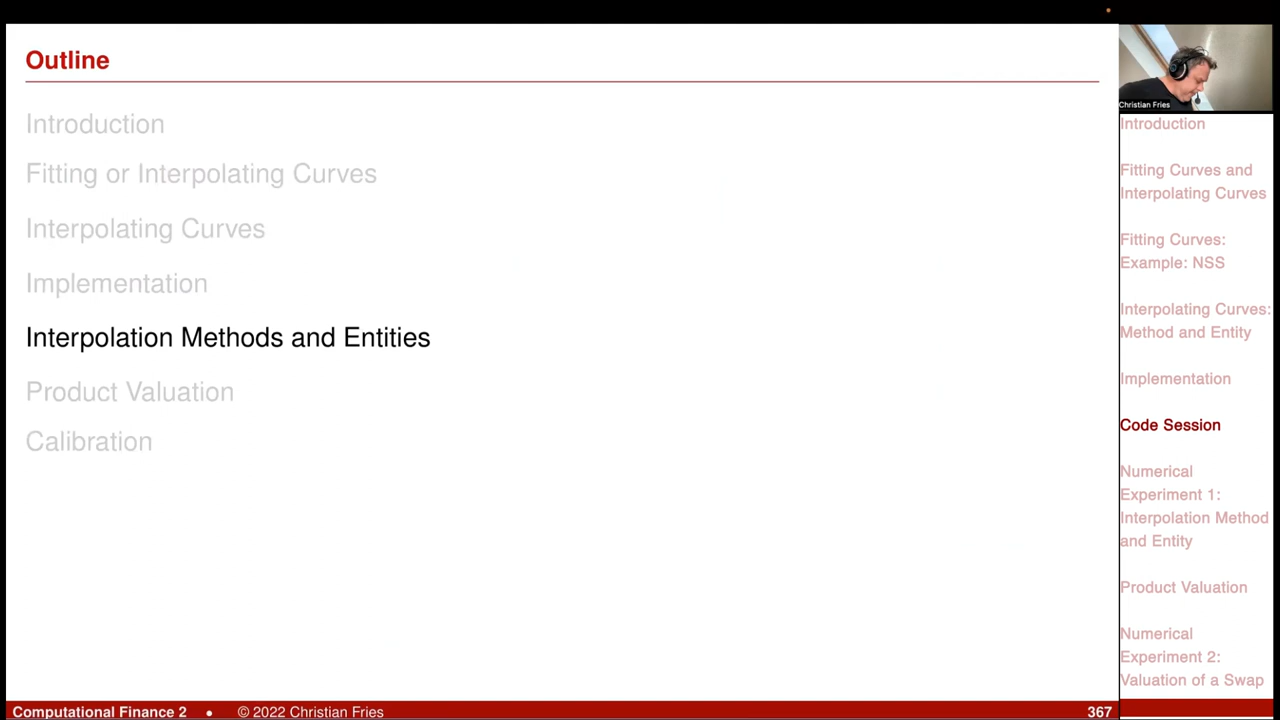 Outline
Introduction
Fitting or Interpolating Curves
Interpolating Curves
Implementation
Interpolation Methods and Entities
Product Valuation
Calibration
Christian Fries
Introduction
Fitting Curves and
Interpolating Curves
Fitting Curves:
Example: NSS
Interpolating Curves:
Method and Entity
Implementation
Code Session
Numerical
Experiment 1:
Interpolation Method
and Entity
Product Valuation
Numerical
Experiment 2:
Valuation of a Swap
Computational Finance 2 • © 2022 Christian Fries 367